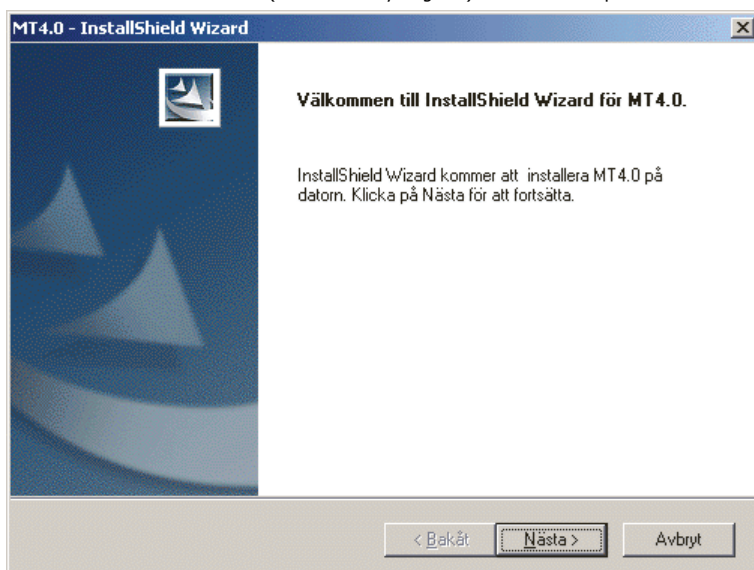 MT4.0 - InstallShield Wizard
Välkommen till InstallShield Wizard för MT4.0.
InstallShield Wizard kommer att installera MT4.0 på
datorn. Klicka på Nästa för att fortsätta.
< Bakåt
Nästa >
Avbryt